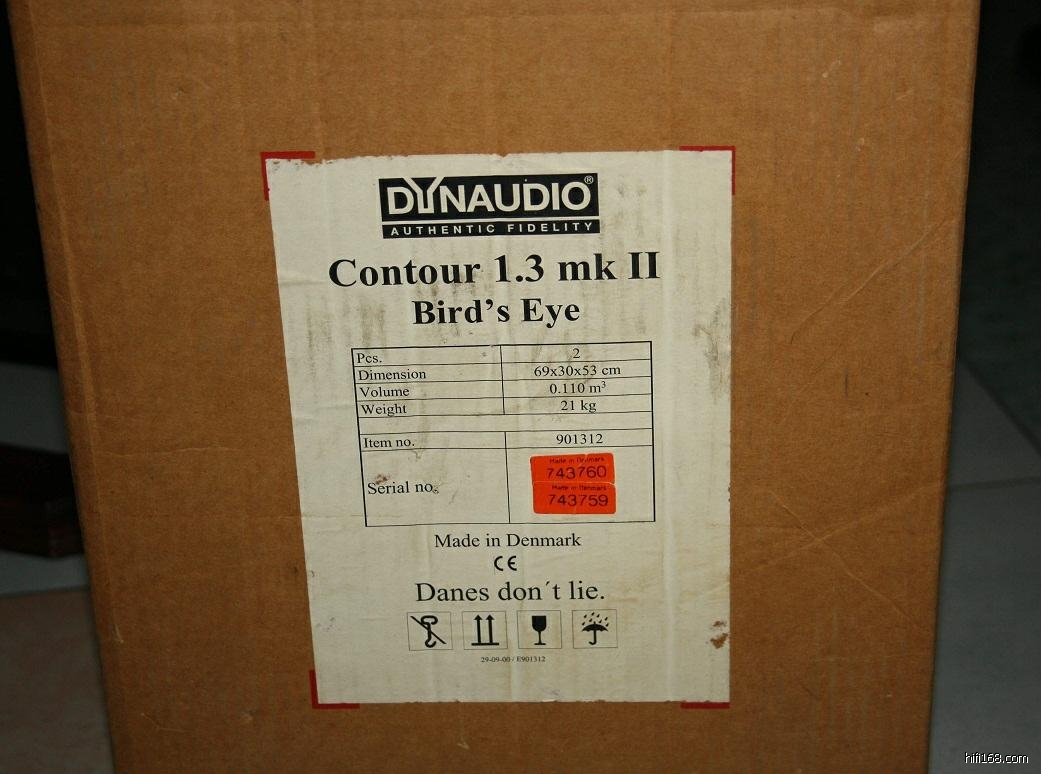 DYNAUDIO®
AUTHENTIC FIDELITY
Contour 1.3 mk II
Bird's Eye
Pcs. 2
Dimension 69x30x53 cm
Volume 0.110 m³
Weight 21 kg
Item no. 901312
Serial no.
Made in Denmark
743760
Made in Denmark
743759
Made in Denmark
CE
Danes don´t lie.
29-09-00 / E901312
hifi168.com